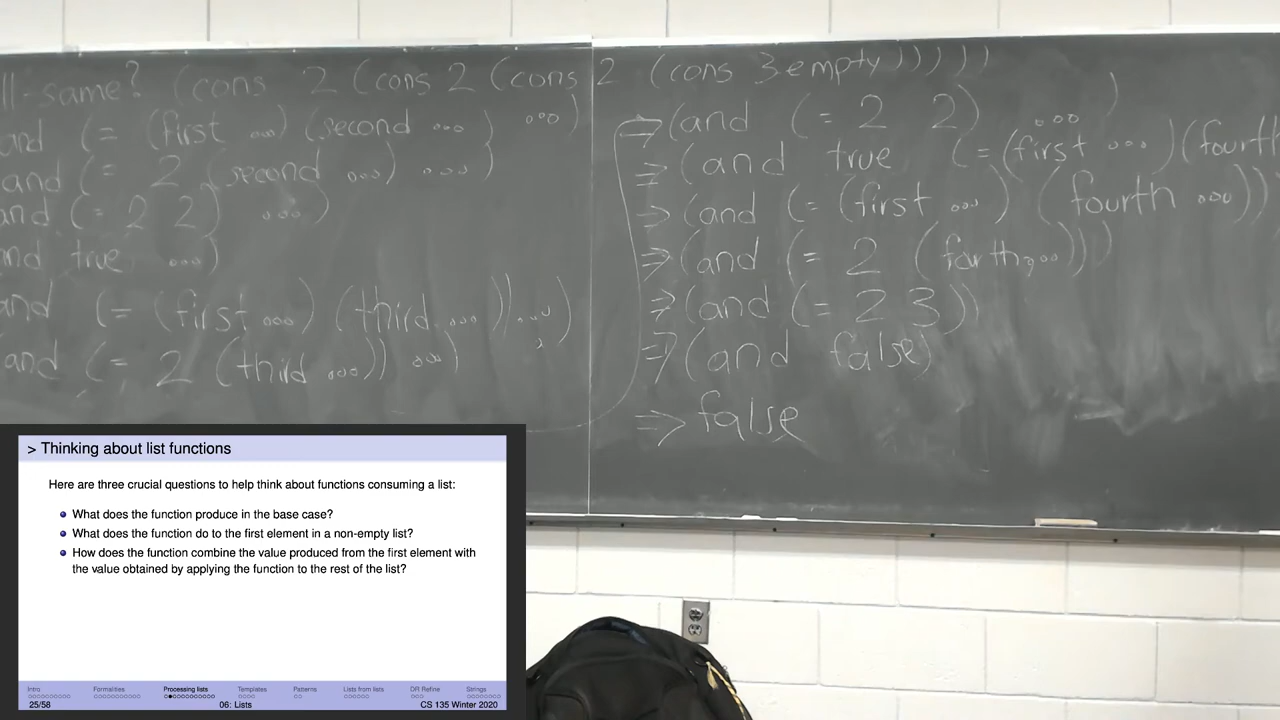 ll-same? (cons 2 (cons 2 (cons 2 (cons 3 empty)))))
and (= (first ...) (second ...) ...)
and (= 2 (second ...) ...)
and (= 2 2) ...)
and true ...)
and (= (first ...) (third ...)) ...)
and (= 2 (third ...)) ...)
⇒ (and (= 2 2) ...)
⇒ (and true (= (first ...) (fourth
⇒ (and (= (first ...) (fourth ...))
⇒ (and (= 2 (forth ...)))
⇒ (and (= 2 3))
⇒ (and false)
⇒ false
> Thinking about list functions
Here are three crucial questions to help think about functions consuming a list:
What does the function produce in the base case?
What does the function do to the first element in a non-empty list?
How does the function combine the value produced from the first element with
the value obtained by applying the function to the rest of the list?
Intro Formalities Processing lists Templates Patterns Lists from lists DR Refine Strings
25/58 06: Lists CS 135 Winter 2020